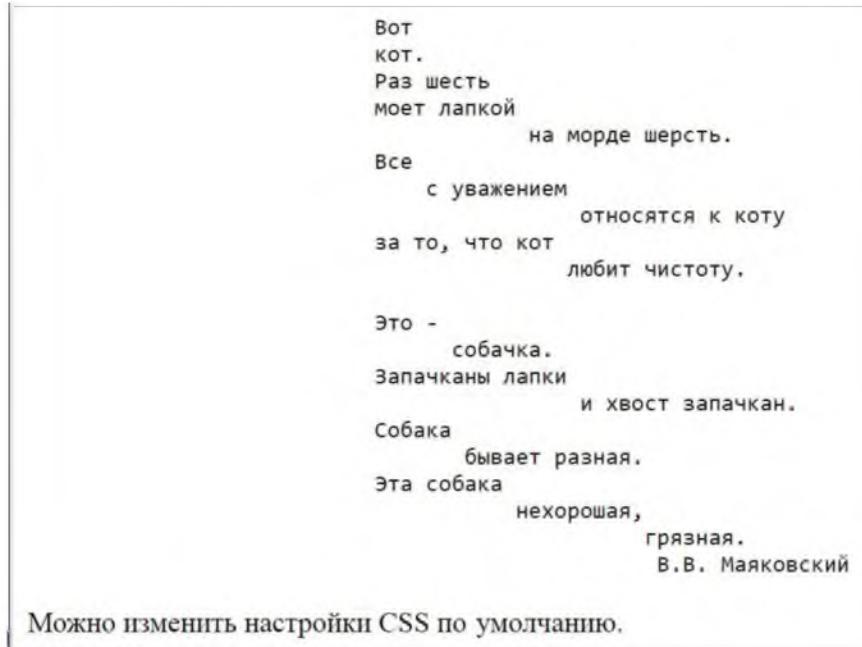 Вот
кот.
Раз шесть
моет лапкой
на морде шерсть.
Все
с уважением
относятся к коту
за то, что кот
любит чистоту.
Это -
собачка.
Запачканы лапки
и хвост запачкан.
Собака
бывает разная.
Эта собака
нехорошая,
грязная.
В.В. Маяковский
Можно изменить настройки CSS по умолчанию.